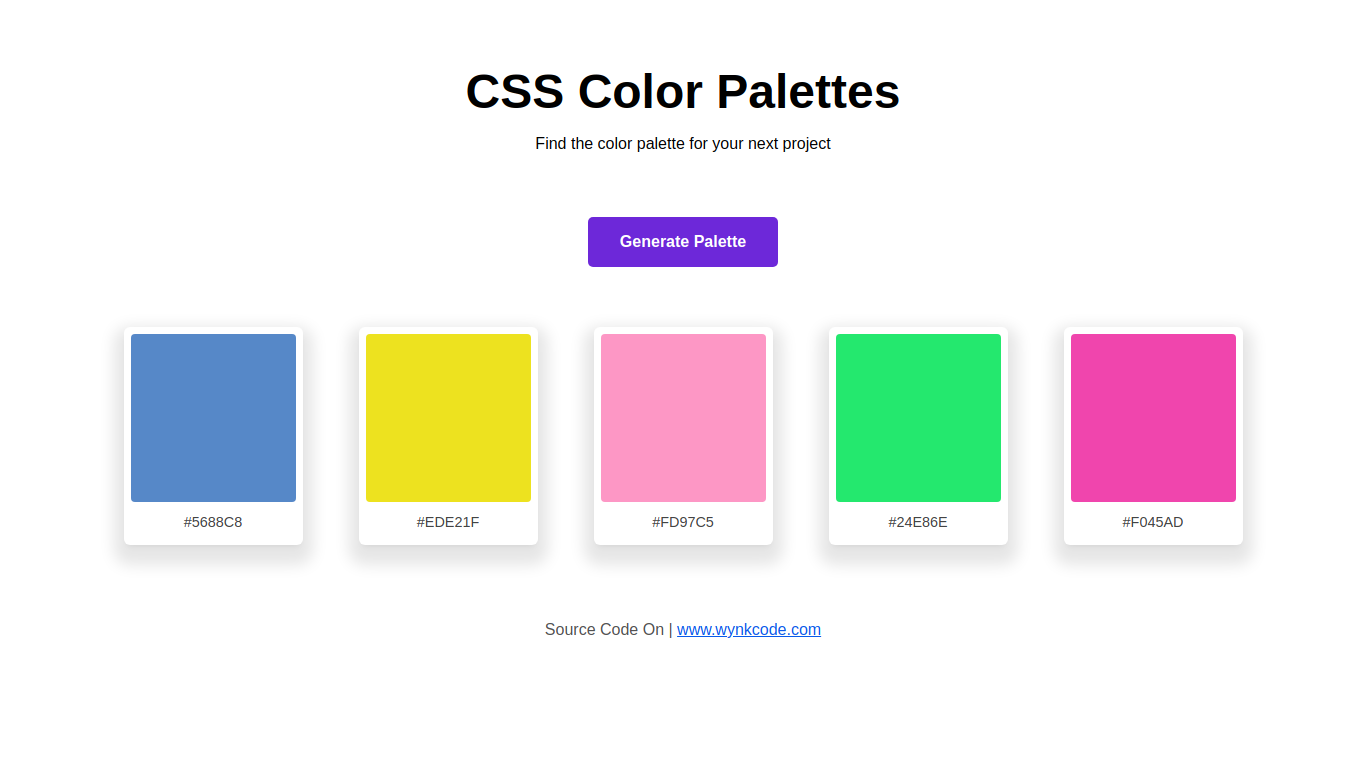 CSS Color Palettes
Find the color palette for your next project
Generate Palette
#5688C8
#EDE21F
#FD97C5
#24E86E
#F045AD
Source Code On | www.wynkcode.com